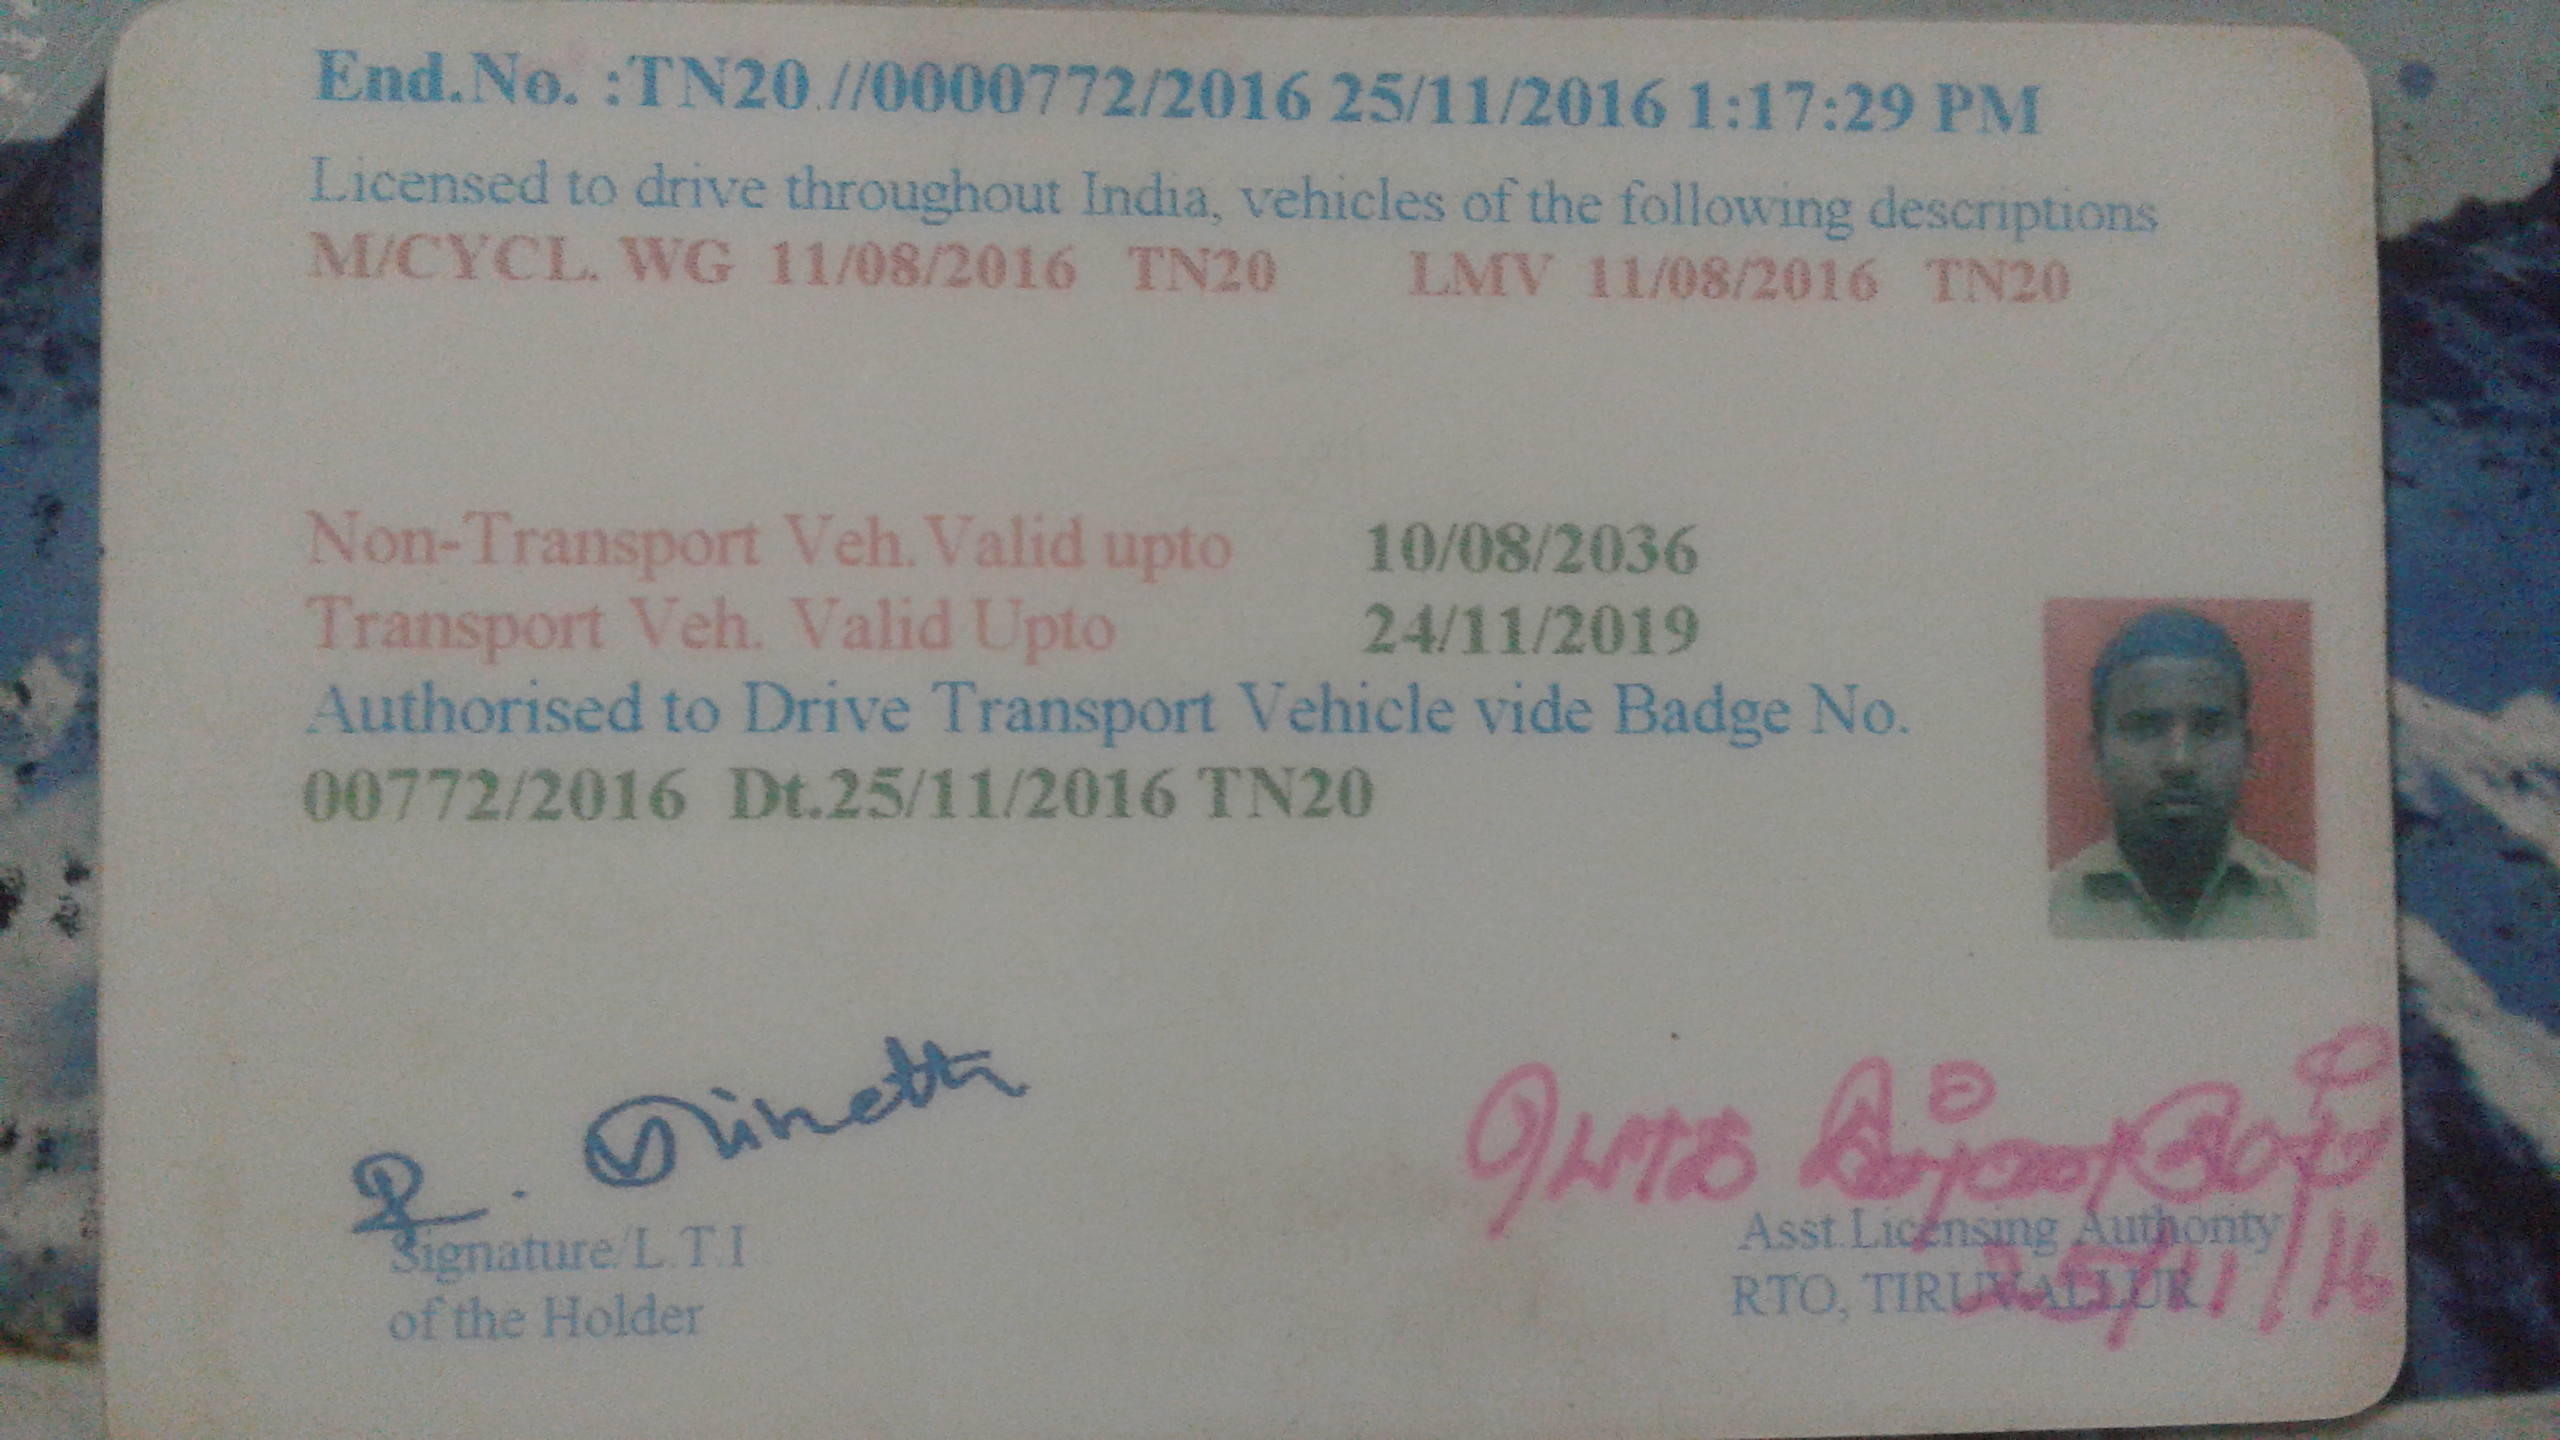 End.No. :TN20 //0000772/2016 25/11/2016 1:17:29 PM
Licensed to drive throughout India, vehicles of the following descriptions
M/CYCL. WG 11/08/2016 TN20 LMV 11/08/2016 TN20
Non-Transport Veh.Valid upto 10/08/2036
Transport Veh. Valid Upto 24/11/2019
Authorised to Drive Transport Vehicle vide Badge No.
00772/2016 Dt.25/11/2016 TN20
Signature/L.T.I
of the Holder
Asst.Licensing Authority
RTO, TIRUVALLUR
25/11/16